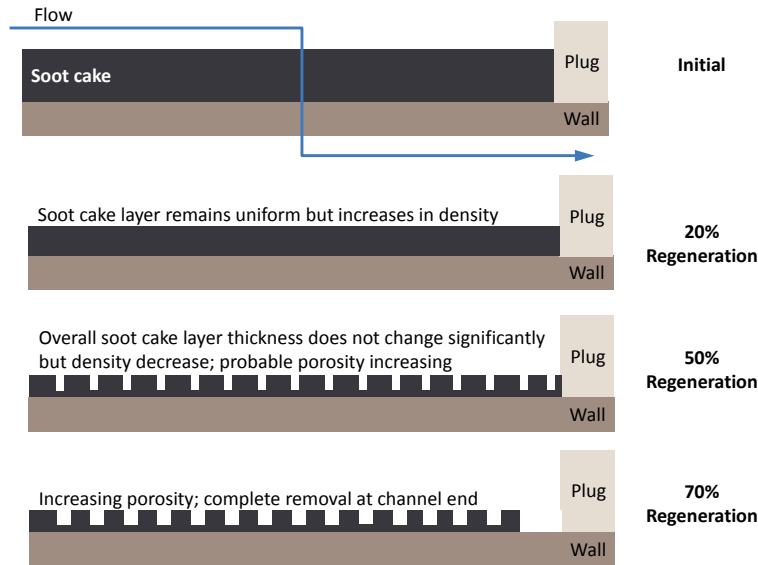 Flow
Soot cake
Plug
Initial
Wall
Soot cake layer remains uniform but increases in density
Plug
20%
Regeneration
Wall
Overall soot cake layer thickness does not change significantly
but density decrease; probable porosity increasing
Plug
50%
Regeneration
Wall
Increasing porosity; complete removal at channel end
Plug
70%
Regeneration
Wall